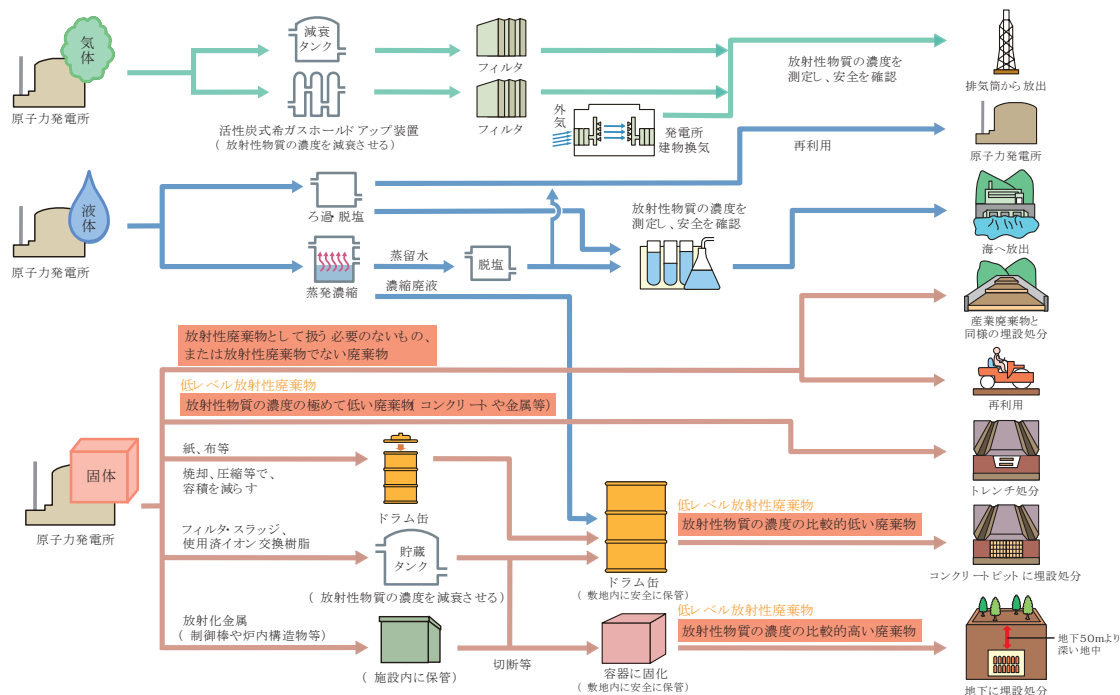 気体
原子力発電所
減衰
タンク
フィルタ
活性炭式希ガスホールドアップ装置
(放射性物質の濃度を減衰させる)
フィルタ
外気
発電所
建物換気
放射性物質の濃度を
測定し、安全を確認
排気筒から放出
再利用
原子力発電所
液体
原子力発電所
ろ過・脱塩
蒸発濃縮
蒸留水
濃縮廃液
脱塩
放射性物質の濃度を
測定し、安全を確認
海へ放出
産業廃棄物と
同様の埋設処分
再利用
放射性廃棄物として扱う必要のないもの、
または放射性廃棄物でない廃棄物
低レベル放射性廃棄物
放射性物質の濃度の極めて低い廃棄物(コンクリートや金属等)
トレンチ処分
固体
原子力発電所
紙、布等
焼却、圧縮等で、
容積を減らす
ドラム缶
フィルタ・スラッジ、
使用済イオン交換樹脂
貯蔵
タンク
(放射性物質の濃度を減衰させる)
放射化金属
(制御棒や炉内構造物等)
(施設内に保管)
切断等
ドラム缶
(敷地内に安全に保管)
容器に固化
(敷地内に安全に保管)
低レベル放射性廃棄物
放射性物質の濃度の比較的低い廃棄物
コンクリートピットに埋設処分
低レベル放射性廃棄物
放射性物質の濃度の比較的高い廃棄物
地下50mより
深い地中
地下に埋設処分